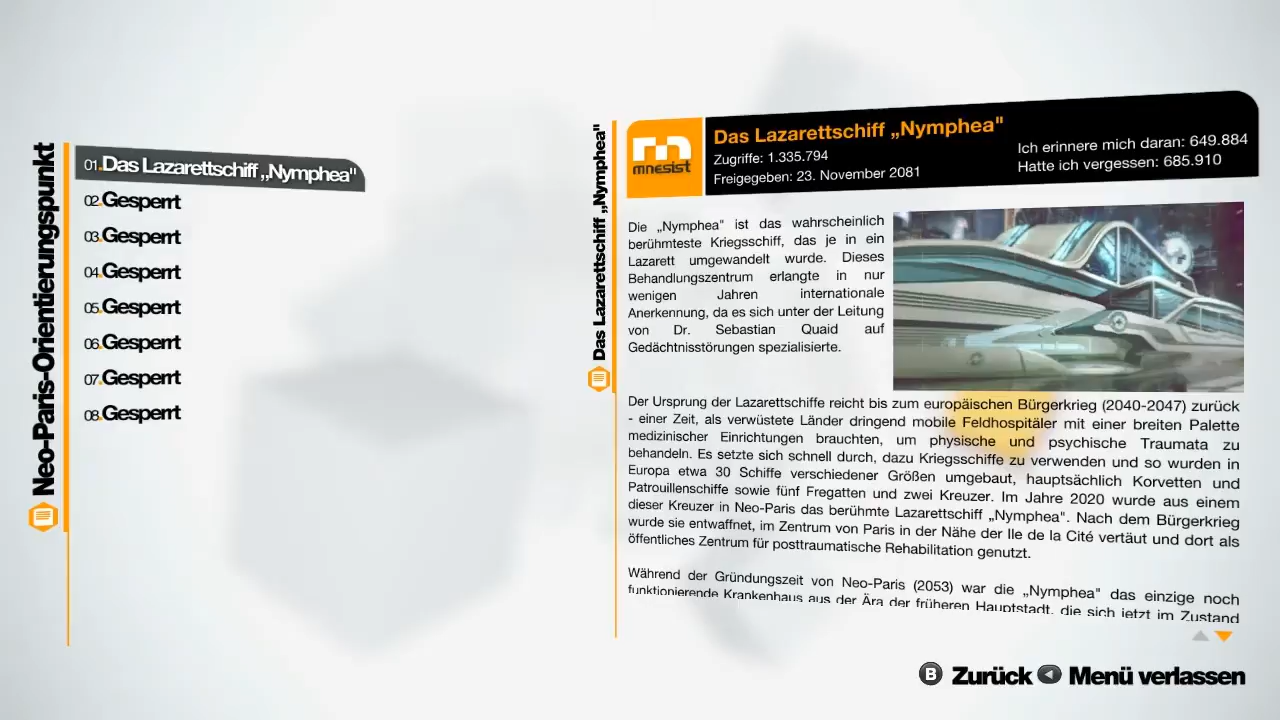 Neo-Paris-Orientierungspunkt
01.Das Lazarettschiff „Nymphea"
02.Gesperrt
03.Gesperrt
04.Gesperrt
05.Gesperrt
06.Gesperrt
07.Gesperrt
08.Gesperrt
Das Lazarettschiff „Nymphea"
mnesist
Das Lazarettschiff „Nymphea"
Zugriffe: 1.335.794
Freigegeben: 23. November 2081
Ich erinnere mich daran: 649.884
Hatte ich vergessen: 685.910
Die „Nymphea" ist das wahrscheinlich
berühmteste Kriegsschiff, das je in ein
Lazarett umgewandelt wurde. Dieses
Behandlungszentrum erlangte in nur
wenigen Jahren internationale
Anerkennung, da es sich unter der Leitung
von Dr. Sebastian Quaid auf
Gedächtnisstörungen spezialisierte.
Der Ursprung der Lazarettschiffe reicht bis zum europäischen Bürgerkrieg (2040-2047) zurück
- einer Zeit, als verwüstete Länder dringend mobile Feldhospitäler mit einer breiten Palette
medizinischer Einrichtungen brauchten, um physische und psychische Traumata zu
behandeln. Es setzte sich schnell durch, dazu Kriegsschiffe zu verwenden und so wurden in
Europa etwa 30 Schiffe verschiedener Größen umgebaut, hauptsächlich Korvetten und
Patrouillenschiffe sowie fünf Fregatten und zwei Kreuzer. Im Jahre 2020 wurde aus einem
dieser Kreuzer in Neo-Paris das berühmte Lazarettschiff „Nymphea". Nach dem Bürgerkrieg
wurde sie entwaffnet, im Zentrum von Paris in der Nähe der Ile de la Cité vertäut und dort als
öffentliches Zentrum für posttraumatische Rehabilitation genutzt.
Während der Gründungszeit von Neo-Paris (2053) war die „Nymphea" das einzige noch
funktionierende Krankenhaus aus der Ära der früheren Hauptstadt, die sich jetzt im Zustand
B Zurück Menü verlassen